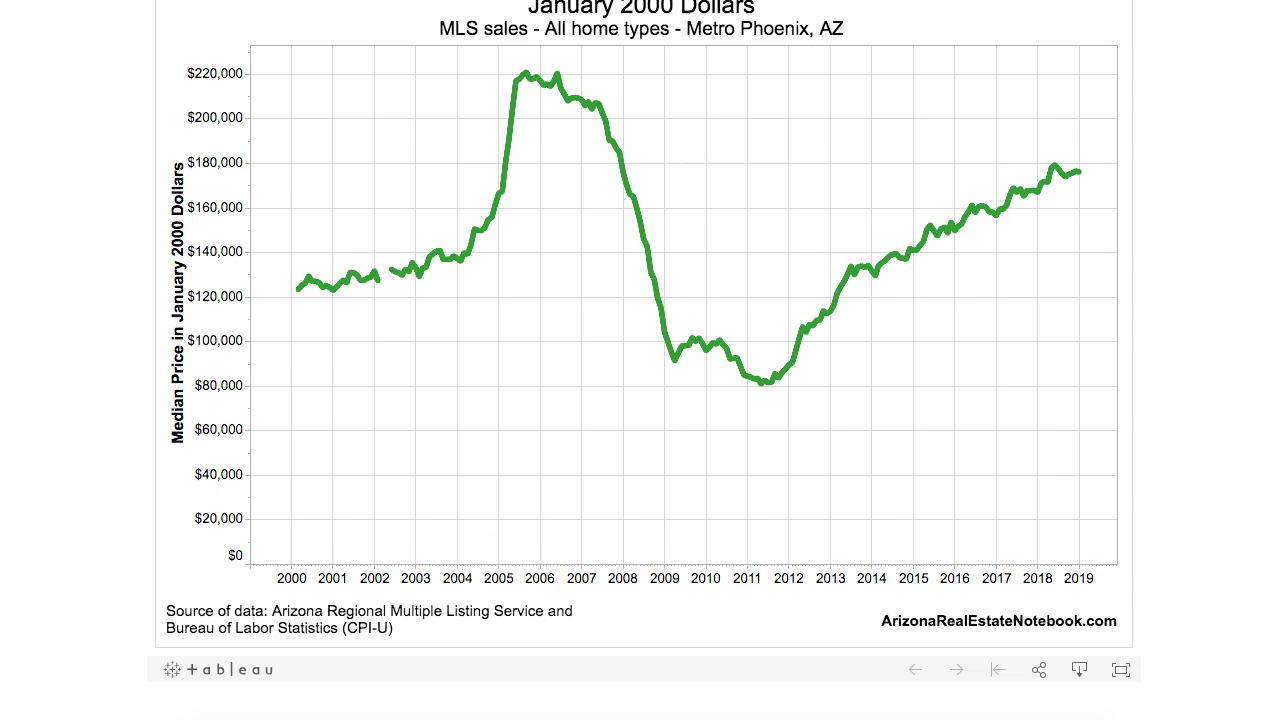 January 2000 Dollars
MLS sales - All home types - Metro Phoenix, AZ
Median Price in January 2000 Dollars
$220,000
$200,000
$180,000
$160,000
$140,000
$120,000
$100,000
$80,000
$60,000
$40,000
$20,000
$0
2000 2001 2002 2003 2004 2005 2006 2007 2008 2009 2010 2011 2012 2013 2014 2015 2016 2017 2018 2019
Source of data: Arizona Regional Multiple Listing Service and
Bureau of Labor Statistics (CPI-U)
ArizonaRealEstateNotebook.com
+ a b | e a u